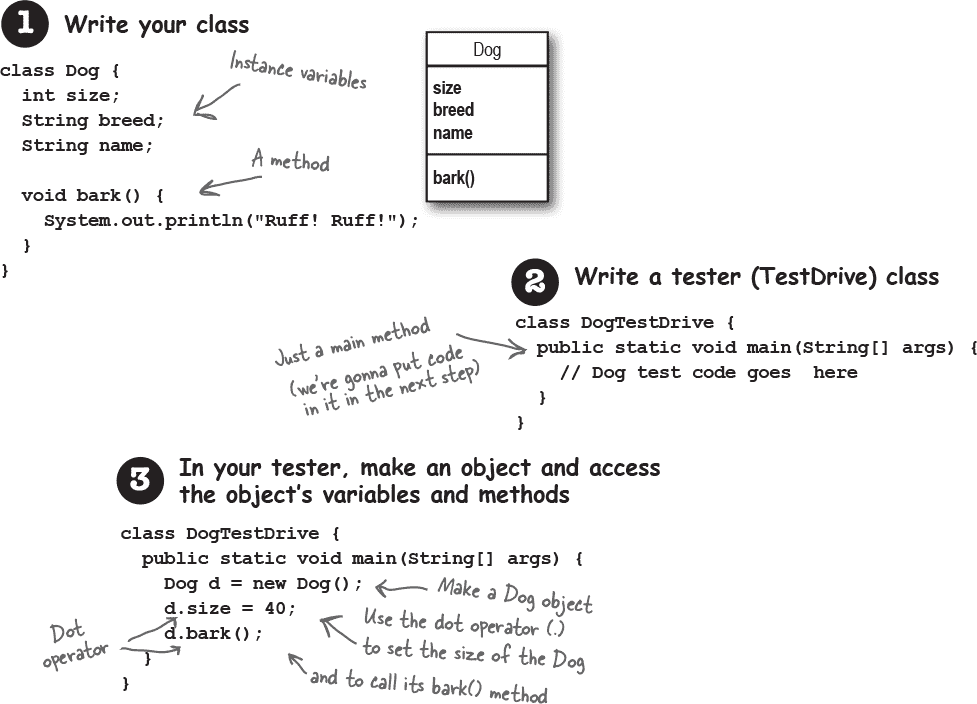 1 Write your class
class Dog {
int size;
String breed;
String name;
void bark() {
System.out.println("Ruff! Ruff!");
}
}
Instance variables
A method
Dog
size
breed
name
bark()
2 Write a tester (TestDrive) class
class DogTestDrive {
public static void main(String[] args) {
// Dog test code goes  here
}
}
Just a main method
(we're gonna put code
in it in the next step)
3 In your tester, make an object and access
the object's variables and methods
class DogTestDrive {
public static void main(String[] args) {
Dog d = new Dog();
d.size = 40;
d.bark();
}
}
Dot
operator
Make a Dog object
Use the dot operator (.)
to set the size of the Dog
and to call its bark() method